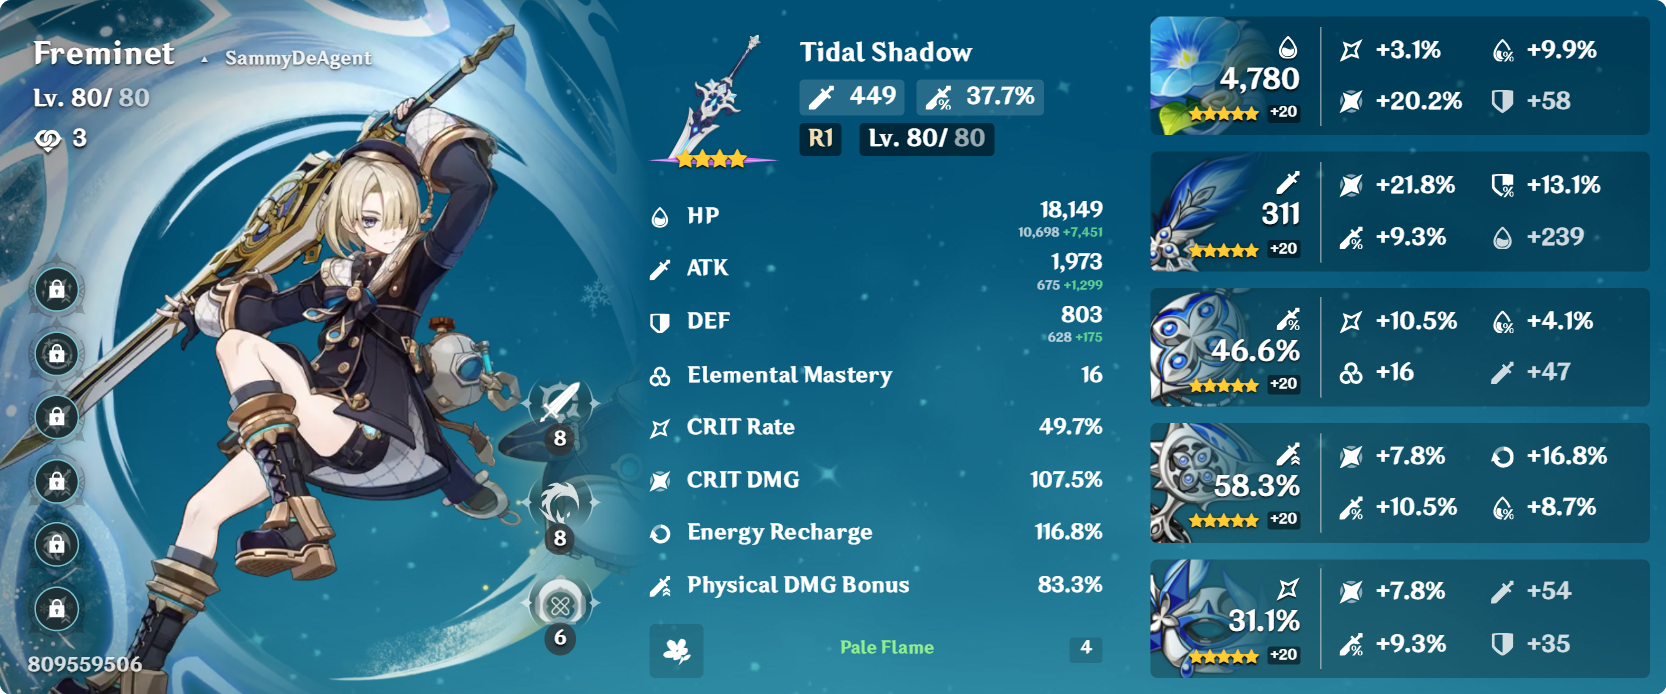 Freminet ▲ SammyDeAgent
Lv. 80/ 80
3
8
8
6
809559506
Tidal Shadow
449 37.7%
R1 Lv. 80/ 80
HP 18,149
10,698 +7,451
ATK 1,973
675 +1,299
DEF 803
628 +175
Elemental Mastery 16
CRIT Rate 49.7%
CRIT DMG 107.5%
Energy Recharge 116.8%
Physical DMG Bonus 83.3%
Pale Flame 4
4,780
+20
+3.1% +9.9%
+20.2% +58
311
+20
+21.8% +13.1%
+9.3% +239
46.6%
+20
+10.5% +4.1%
+16 +47
58.3%
+20
+7.8% +16.8%
+10.5% +8.7%
31.1%
+20
+7.8% +54
+9.3% +35